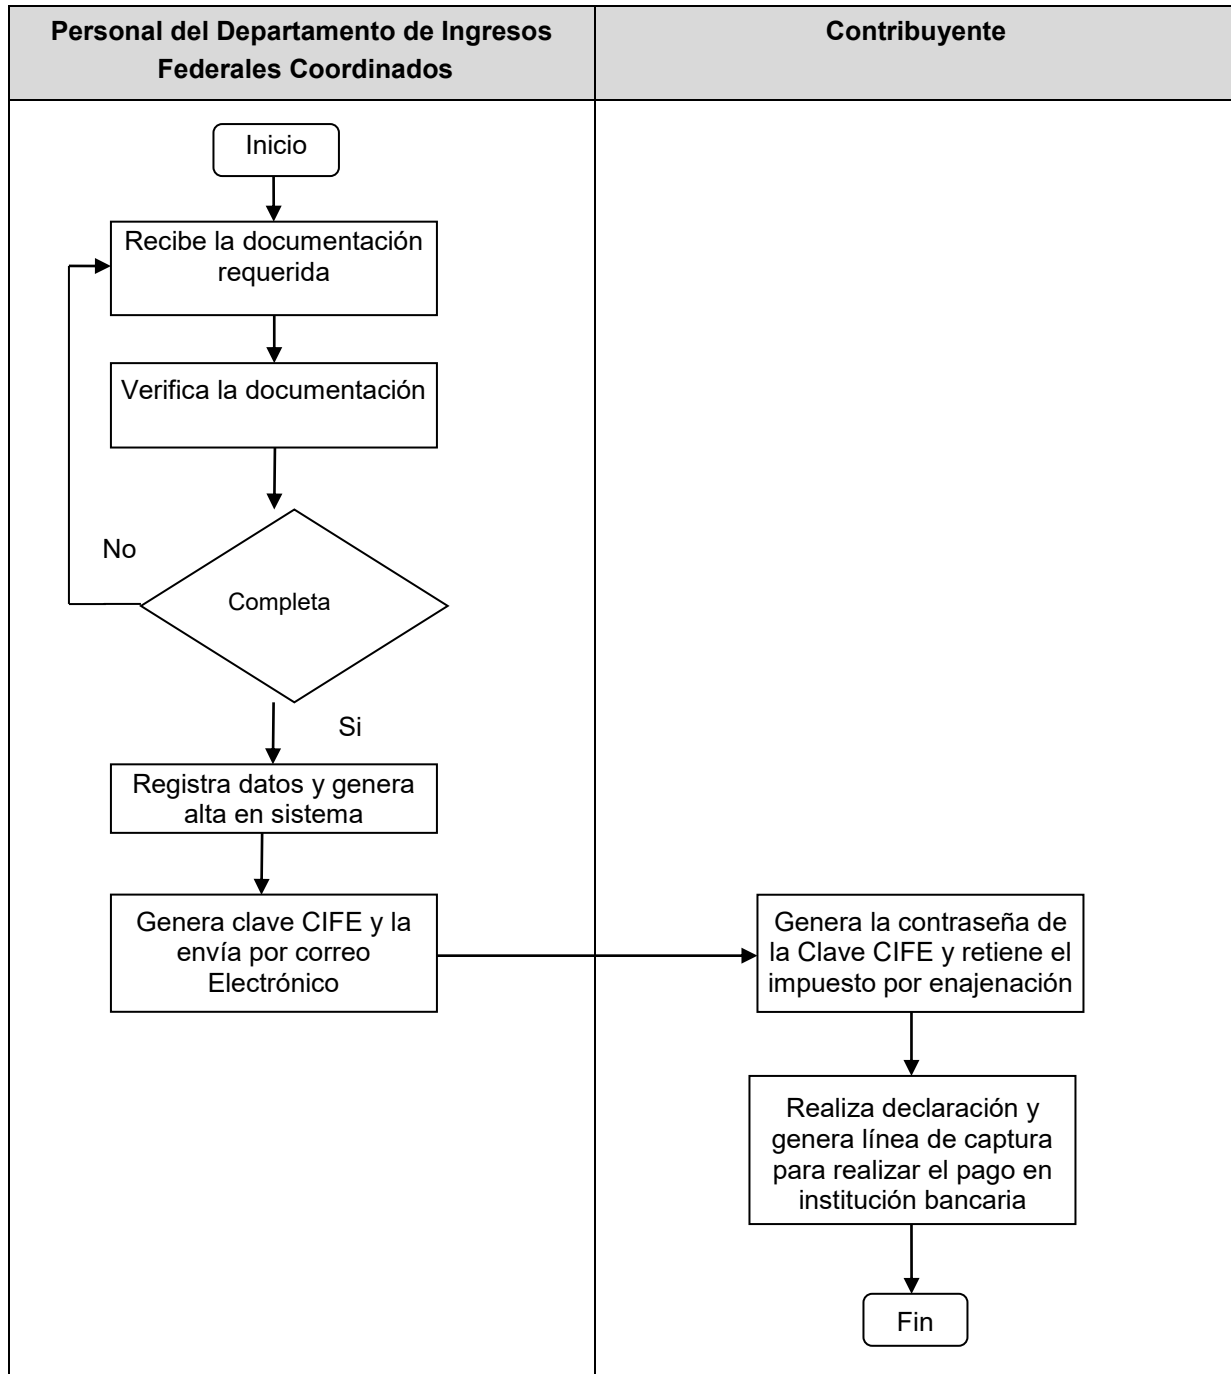 Personal del Departamento de Ingresos
Federales Coordinados
Contribuyente
Inicio
Recibe la documentación
requerida
Verifica la documentación
No
Completa
Si
Registra datos y genera
alta en sistema
Genera clave CIFE y la
envía por correo
Electrónico
Genera la contraseña de
la Clave CIFE y retiene el
impuesto por enajenación
Realiza declaración y
genera línea de captura
para realizar el pago en
institución bancaria
Fin